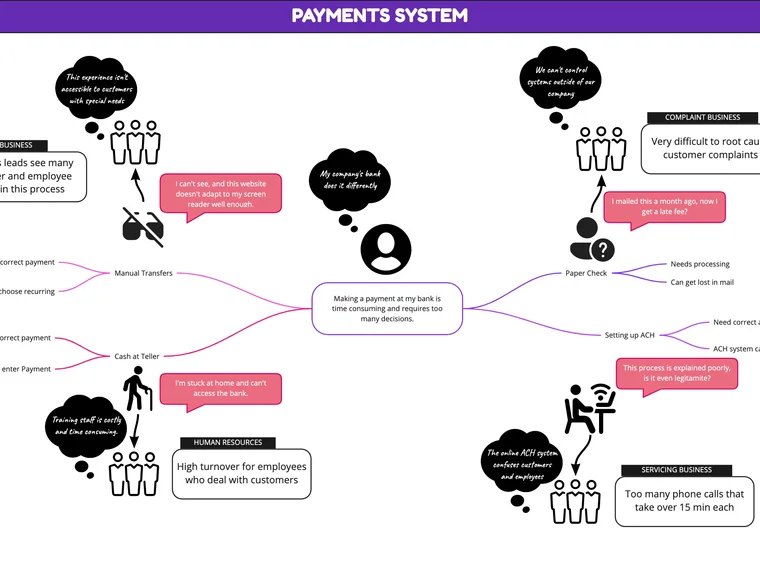 PAYMENTS SYSTEM
This experience isn't
accessible to customers
with special needs
BUSINESS
leads see many
and employee
in this process
I can't see, and this website
doesn't adapt to my screen
reader well enough.
My company's bank
does it differently
We can't control
systems outside of our
company
COMPLAINT BUSINESS
Very difficult to root
customer complaints
I mailed this a month ago, now I
get a late fee?
correct payment
choose recurring
Manual Transfers
Making a payment at my bank is
time consuming and requires too
many decisions.
Paper Check
Needs processing
Can get lost in mail
payment
enter Payment
Cash at Teller
Setting up ACH
Need correct
ACH system
I'm stuck at home and can't
access the bank.
This process is explained poorly,
is it even legitamite?
Training staff is costly
and time consuming.
HUMAN RESOURCES
High turnover for employees
who deal with customers
The online ACH system
confuses customers
and employees
SERVICING BUSINESS
Too many phone calls that
take over 15 min each